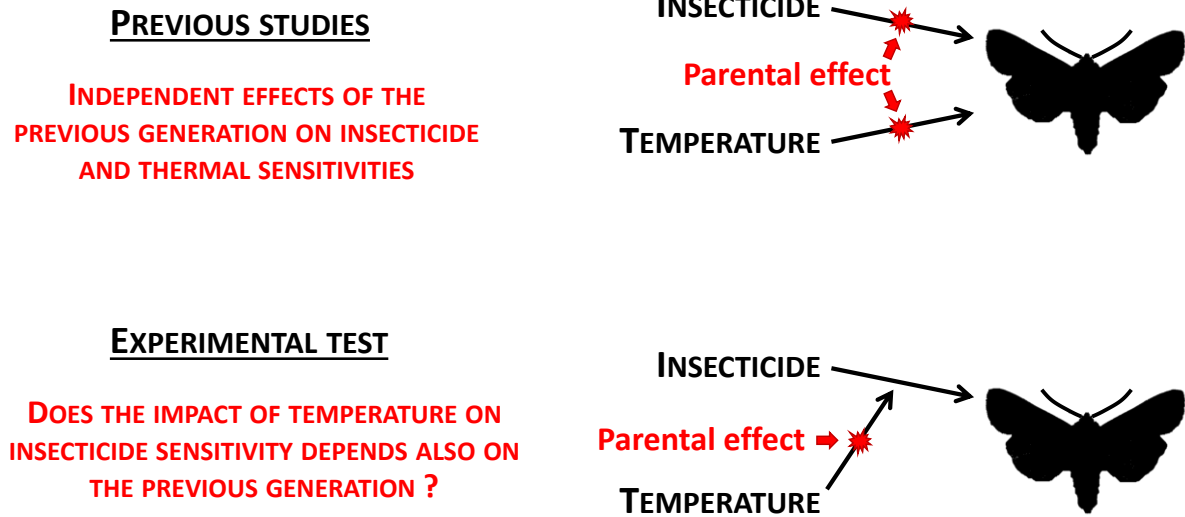 PREVIOUS STUDIES
INDEPENDENT EFFECTS OF THE
PREVIOUS GENERATION ON INSECTICIDE
AND THERMAL SENSITIVITIES
INSECTICIDE
Parental effect
TEMPERATURE
EXPERIMENTAL TEST
DOES THE IMPACT OF TEMPERATURE ON
INSECTICIDE SENSITIVITY DEPENDS ALSO ON
THE PREVIOUS GENERATION ?
INSECTICIDE
Parental effect
TEMPERATURE